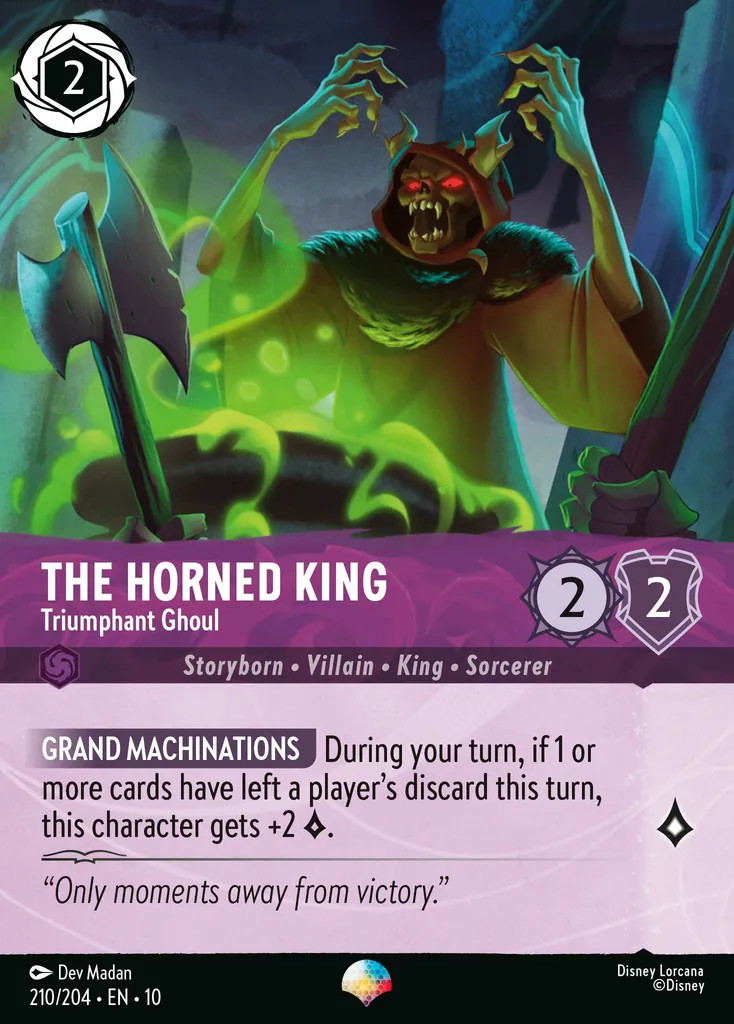 2
THE HORNED KING
Triumphant Ghoul
2
2
Storyborn • Villain • King • Sorcerer
GRAND MACHINATIONS During your turn, if 1 or
more cards have left a player’s discard this turn,
this character gets +2 .
“Only moments away from victory.”
Dev Madan
Disney Lorcana
210/204 • EN • 10
©Disney